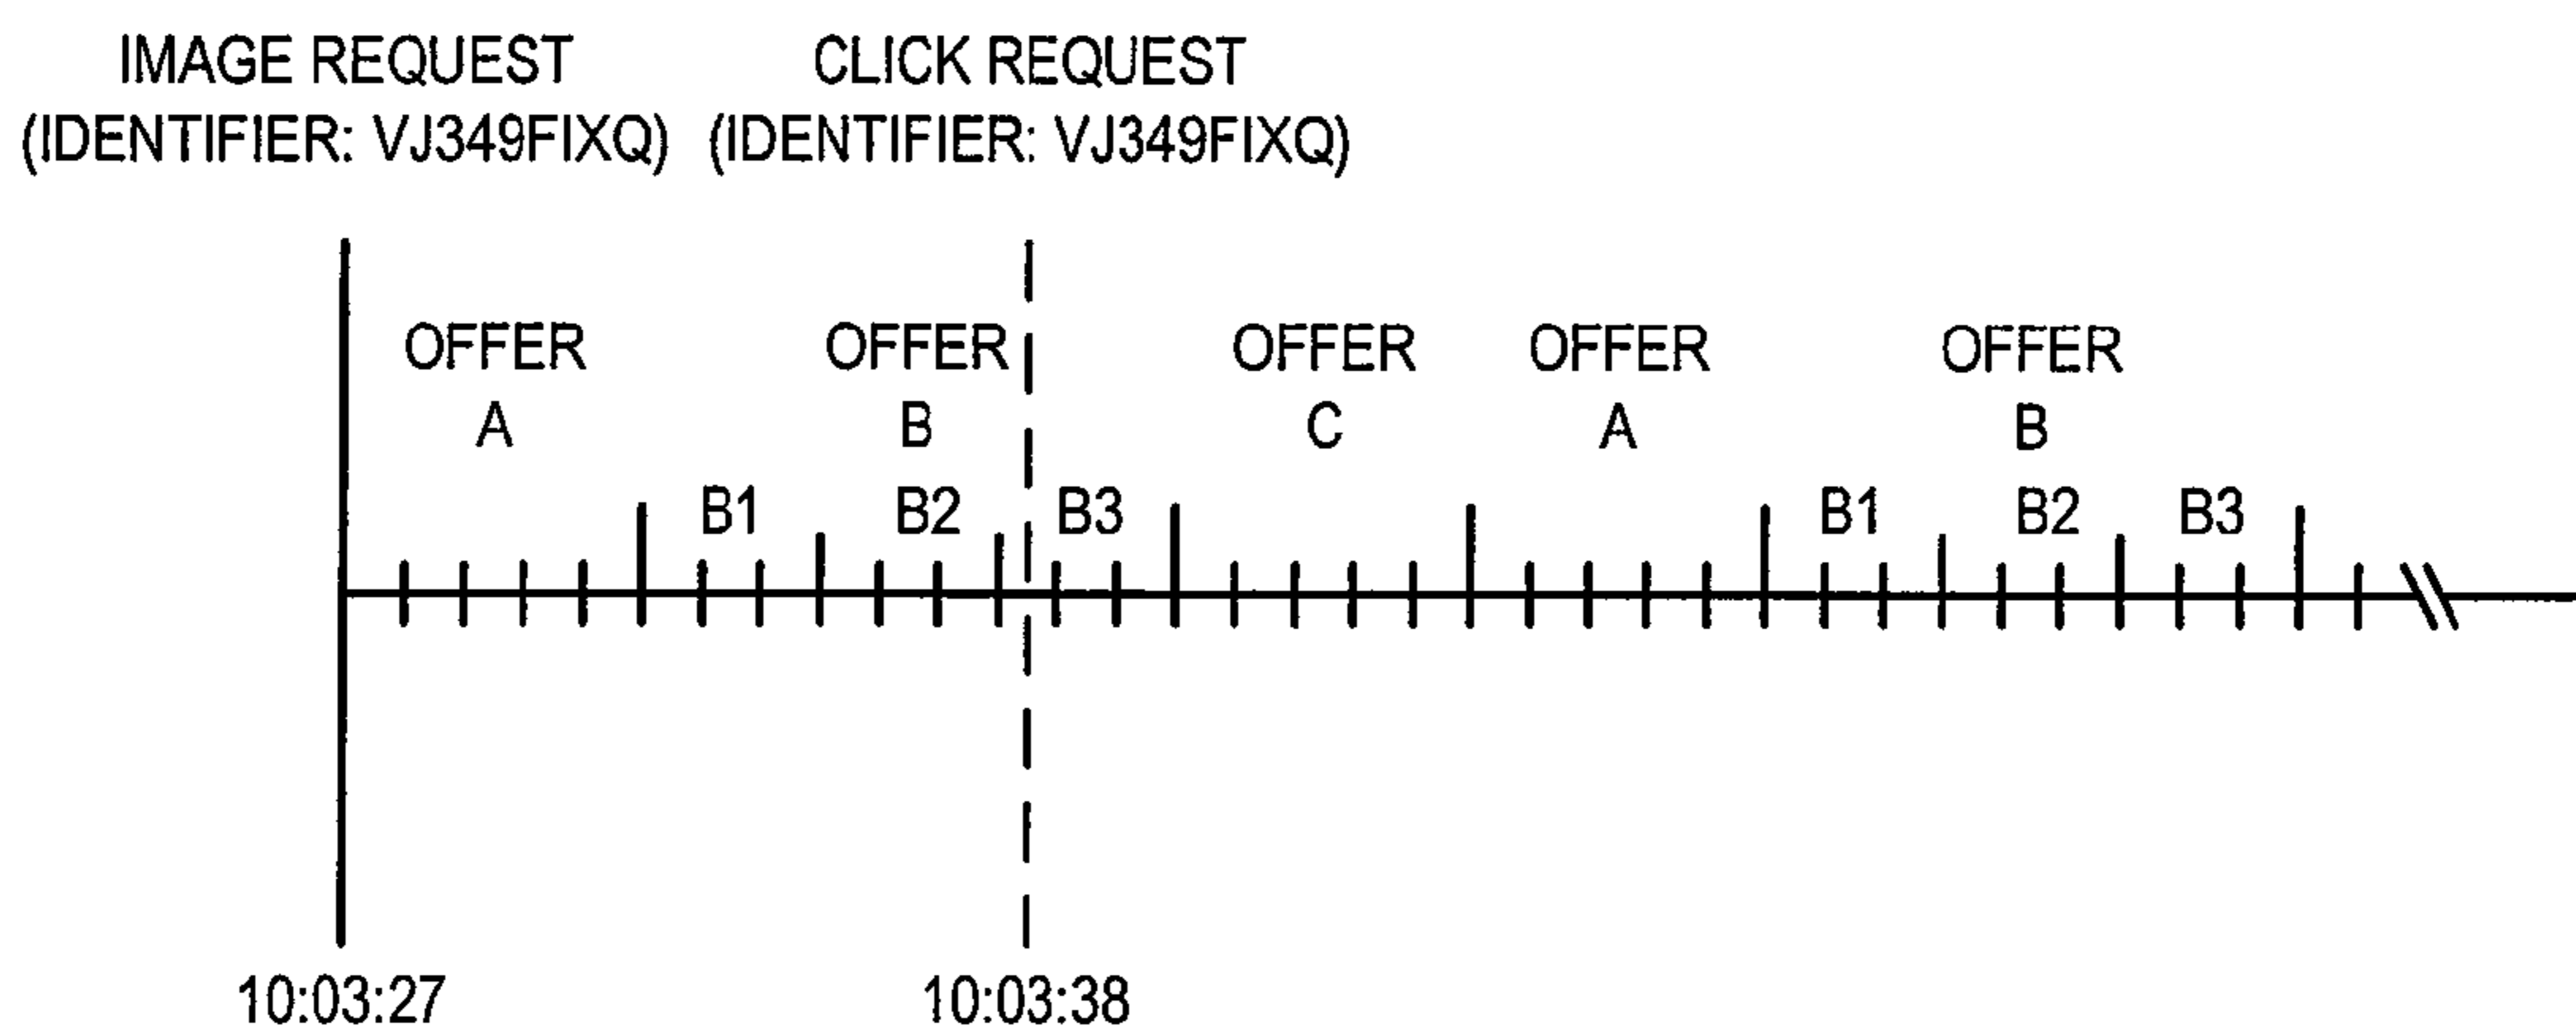 IMAGE REQUEST
(IDENTIFIER: VJ349FIXQ)
CLICK REQUEST
(IDENTIFIER: VJ349FIXQ)
OFFER
A
OFFER
B
OFFER
C
OFFER
A
OFFER
B
B1
B2
B3
B1
B2
B3
10:03:27
10:03:38